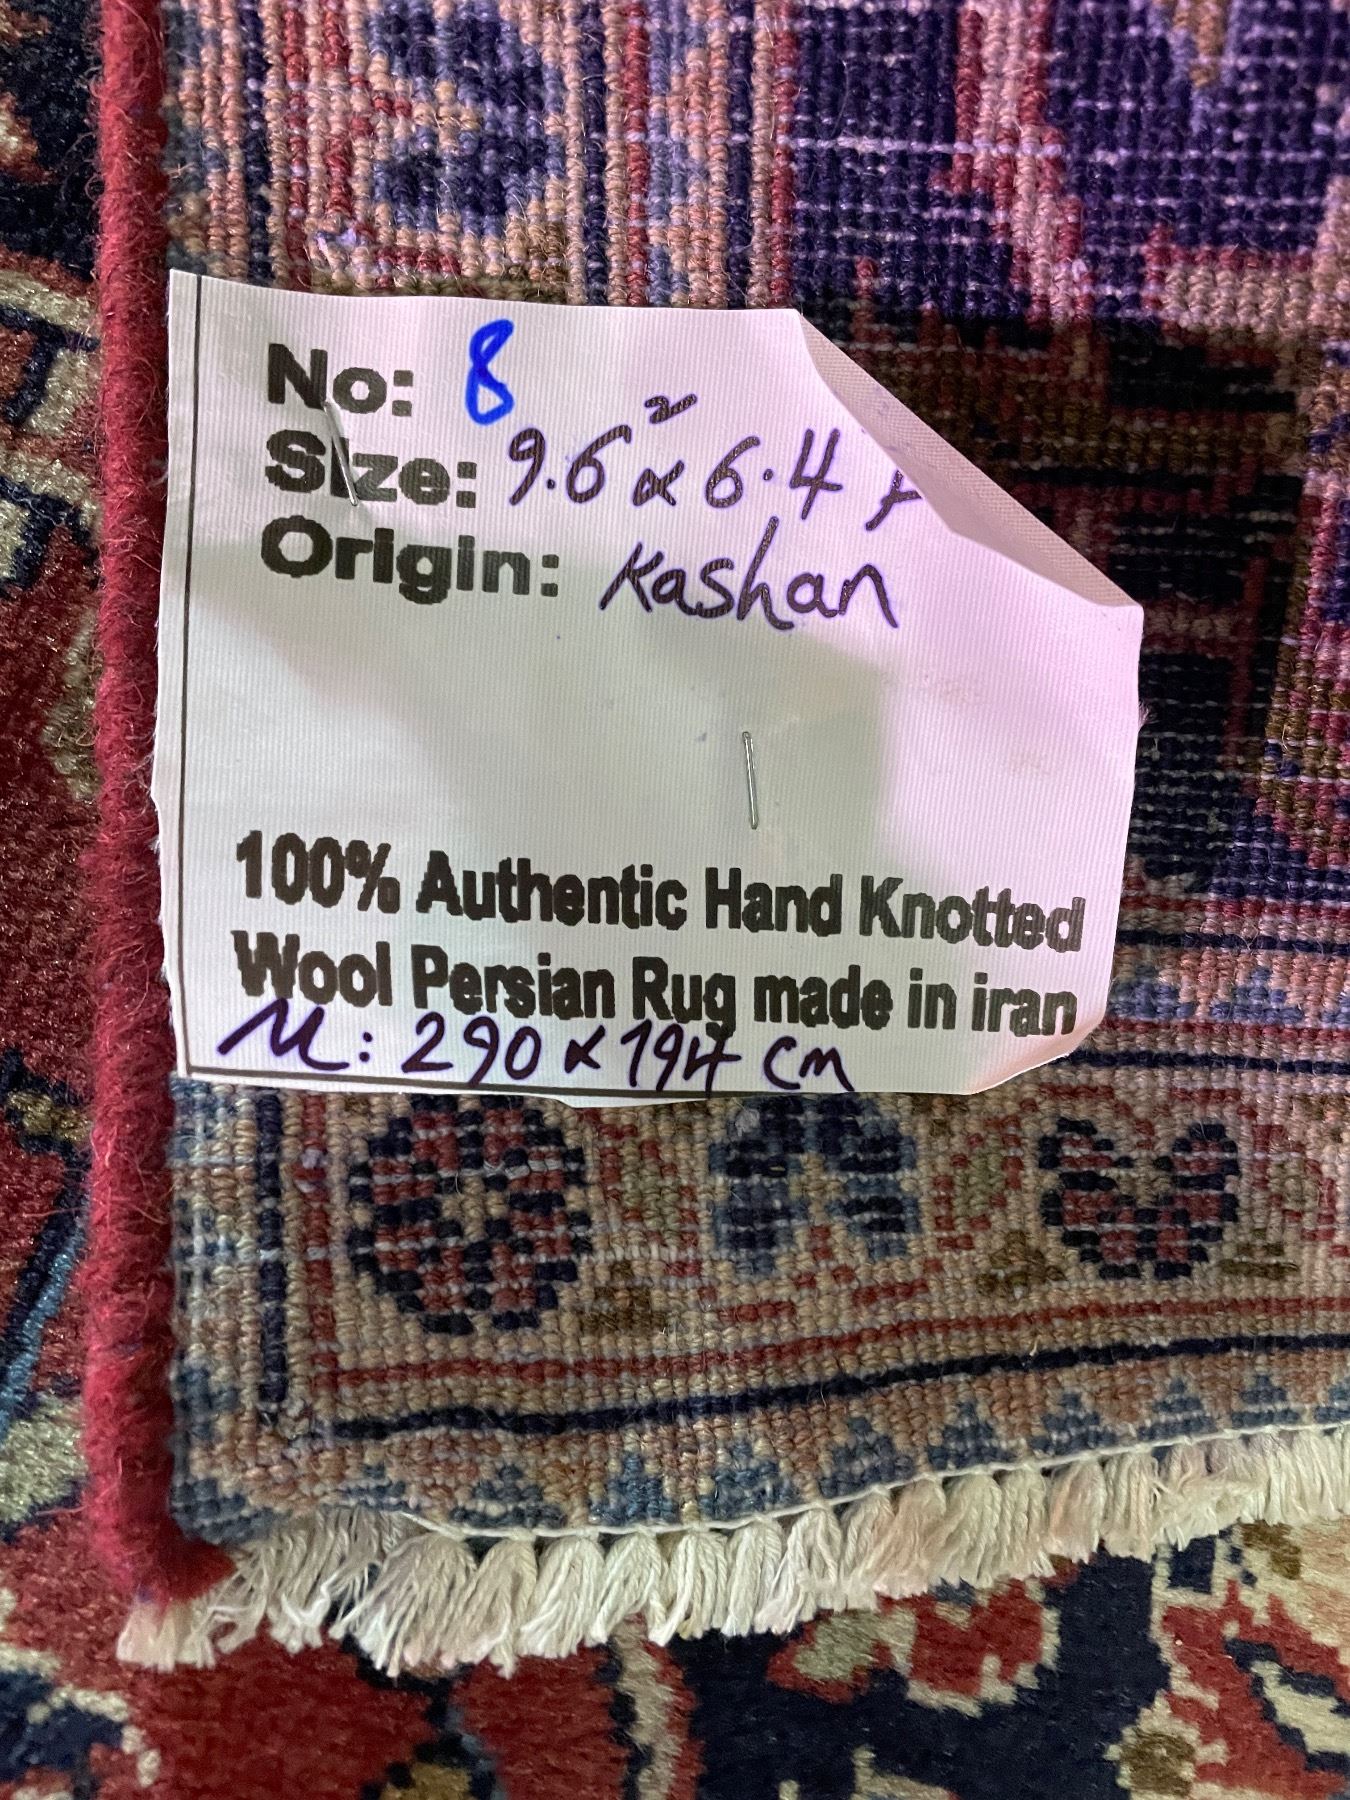 No: 8
Size: 9.6 x 6.4 f
Origin: Kashan
100% Authentic Hand Knotted
Wool Persian Rug made in iran
M: 290 x 194 cm